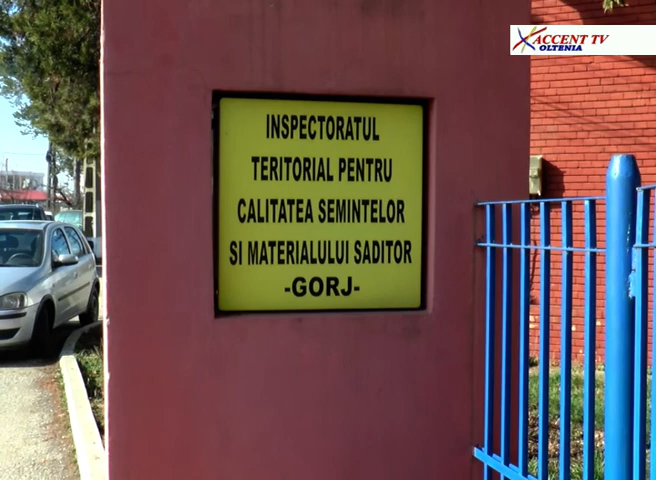 ACCENT TV
OLTENIA
INSPECTORATUL
TERITORIAL PENTRU
CALITATEA SEMINTELOR
SI MATERIALULUI SADITOR
-GORJ-